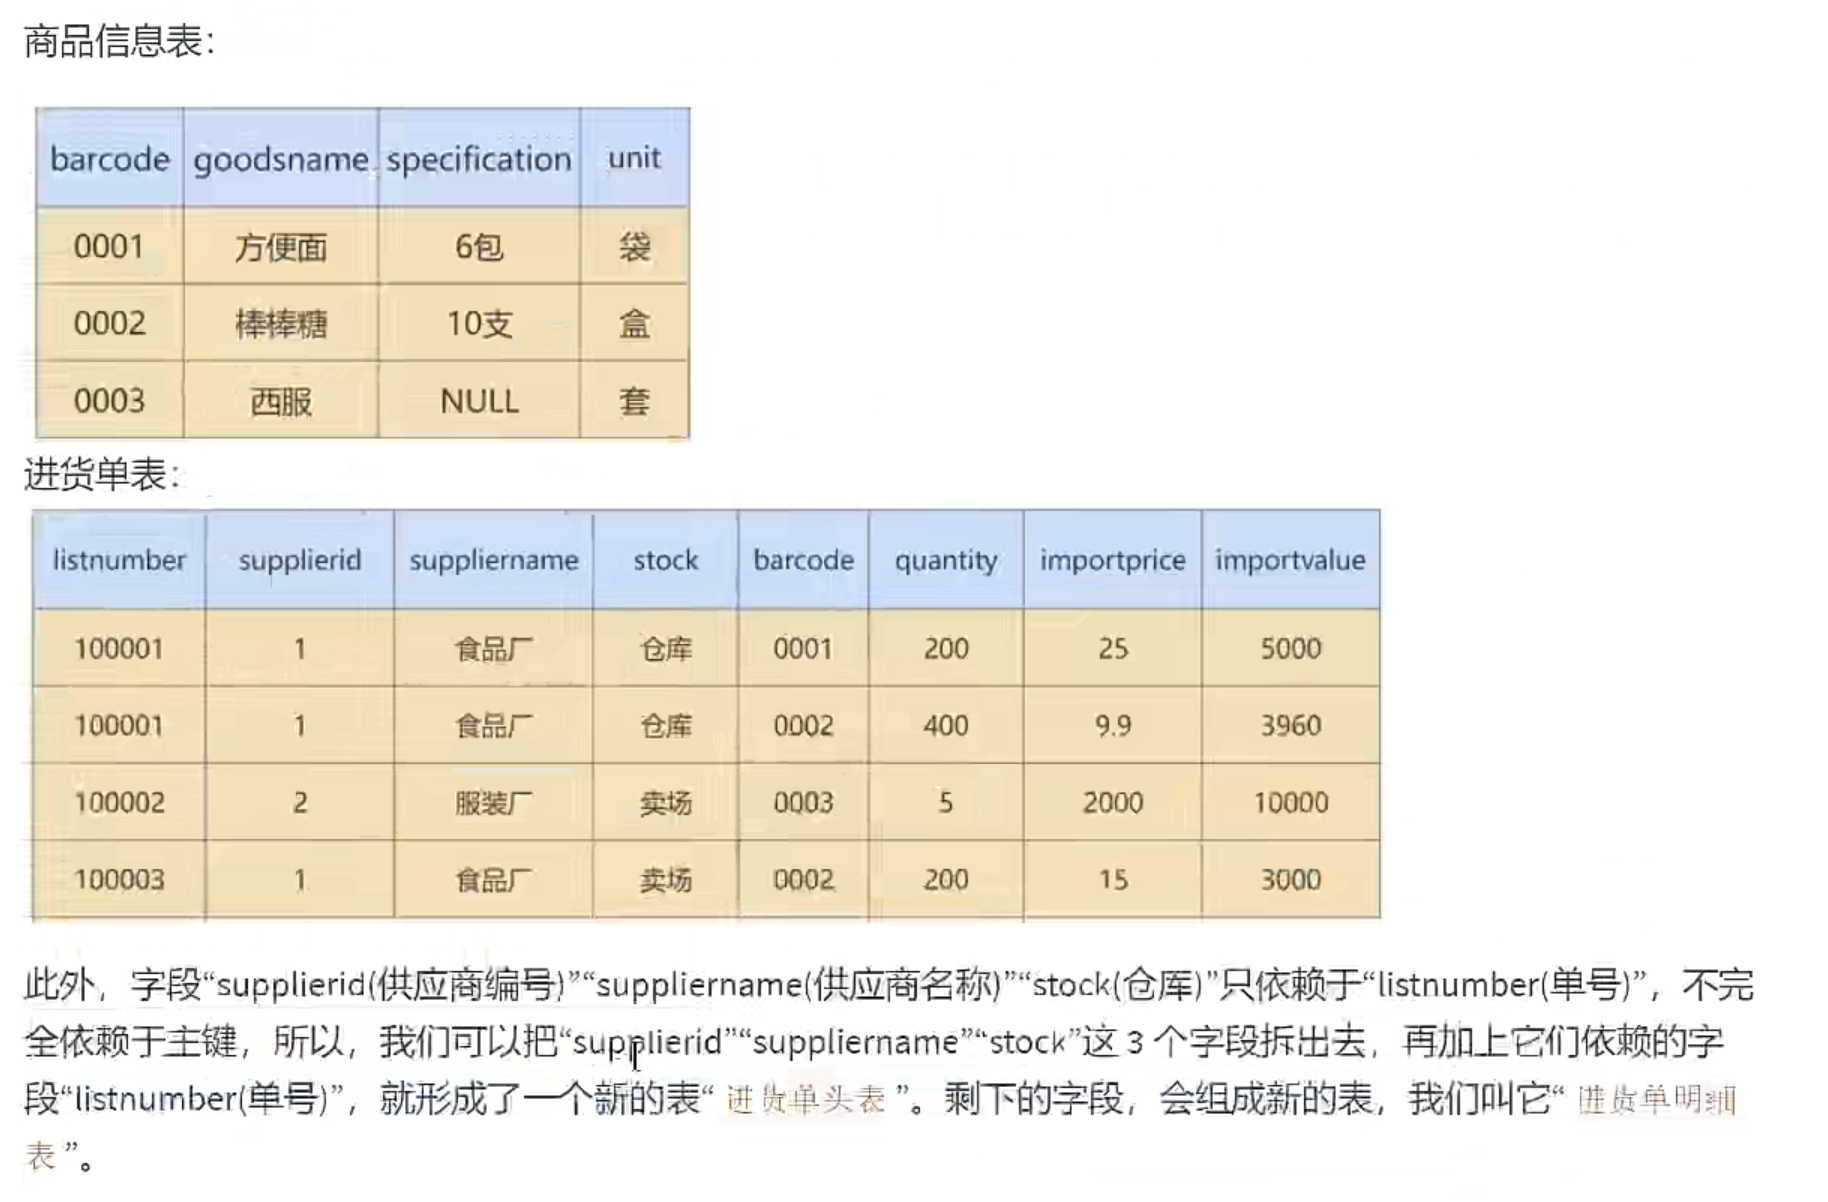 商品信息表：
barcode goodsname specification unit
0001 方便面 6包 袋
0002 棒棒糖 10支 盒
0003 西服 NULL 套
进货单表：
listnumber supplierid suppliername stock barcode quantity importprice importvalue
100001 1 食品厂 仓库 0001 200 25 5000
100001 1 食品厂 仓库 0002 400 9.9 3960
100002 2 服装厂 卖场 0003 5 2000 10000
100003 1 食品厂 卖场 0002 200 15 3000
此外，字段“supplierid(供应商编号)”“suppliername(供应商名称)”“stock(仓库)”只依赖于“listnumber(单号)”，不完
全依赖于主键，所以，我们可以把“supplierid”“suppliername”“stock”这 3 个字段拆出去，再加上它们依赖的字
段“listnumber(单号)”，就形成了一个新的表“ 进货单头表 ”。剩下的字段，会组成新的表，我们叫它“ 进货单明细
表 ”。